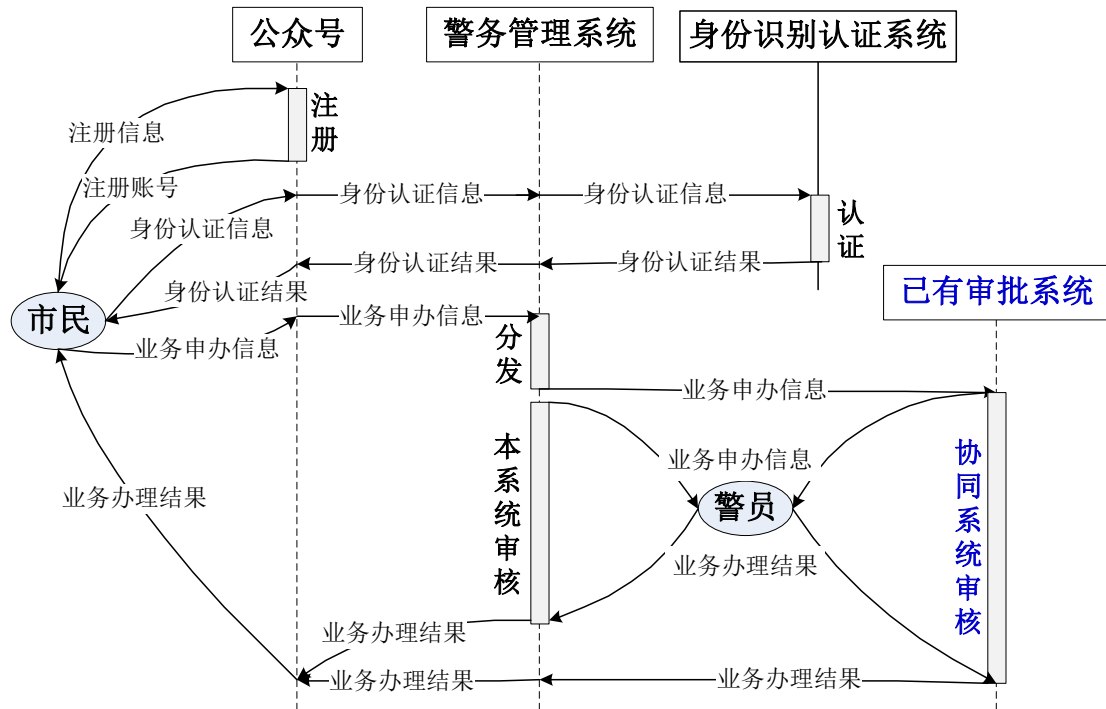 公众号
警务管理系统
身份识别认证系统
注册
注册信息
注册账号
身份认证信息
身份认证信息
身份认证信息
认证
身份认证结果
身份认证结果
身份认证结果
已有审批系统
市民
业务申办信息
业务申办信息
分发
业务申办信息
本系统审核
业务申办信息
协同系统审核
警员
业务办理结果
业务办理结果
业务办理结果
业务办理结果
业务办理结果